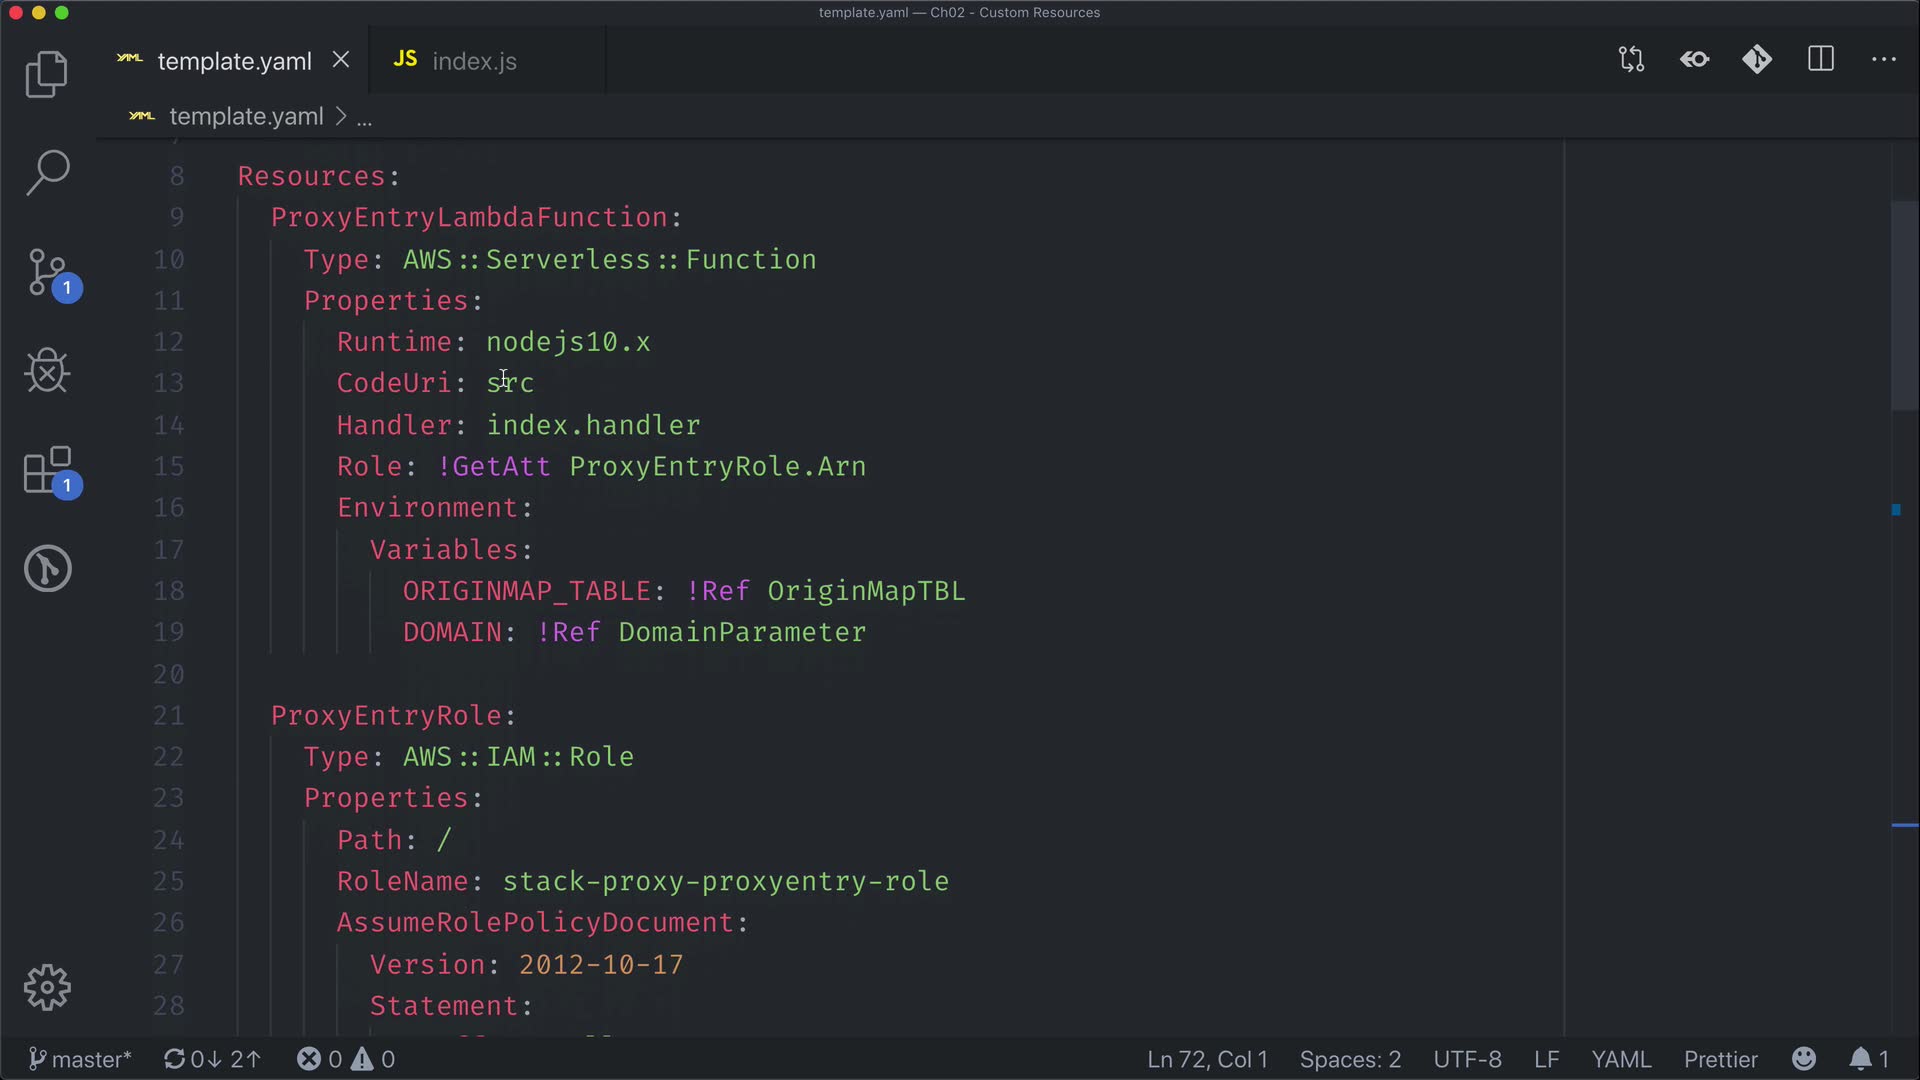 template.yaml — Ch02 - Custom Resources
YAML template.yaml
JS index.js
YAML template.yaml > ...
8 Resources:
9 ProxyEntryLambdaFunction:
10 Type: AWS::Serverless::Function
11 Properties:
12 Runtime: nodejs10.x
13 CodeUri: src
14 Handler: index.handler
15 Role: !GetAtt ProxyEntryRole.Arn
16 Environment:
17 Variables:
18 ORIGINMAP_TABLE: !Ref OriginMapTBL
19 DOMAIN: !Ref DomainParameter
20
21 ProxyEntryRole:
22 Type: AWS::IAM::Role
23 Properties:
24 Path: /
25 RoleName: stack-proxy-proxyentry-role
26 AssumeRolePolicyDocument:
27 Version: 2012-10-17
28 Statement:
1
1
master* 0↓ 2↑ 0 0 Ln 72, Col 1 Spaces: 2 UTF-8 LF YAML Prettier 1